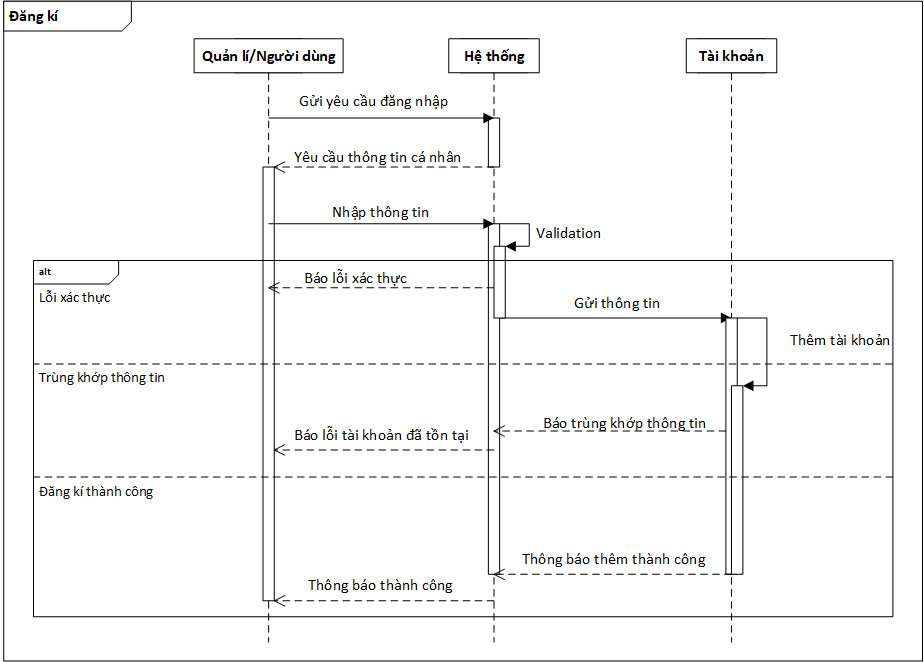 Đăng kí
Quản lí/Người dùng
Hệ thống
Tài khoản
Gửi yêu cầu đăng nhập
Yêu cầu thông tin cá nhân
Nhập thông tin
Validation
alt
Báo lỗi xác thực
Lỗi xác thực
Gửi thông tin
Thêm tài khoản
Trùng khớp thông tin
Báo trùng khớp thông tin
Báo lỗi tài khoản đã tồn tại
Đăng kí thành công
Thông báo thêm thành công
Thông báo thành công